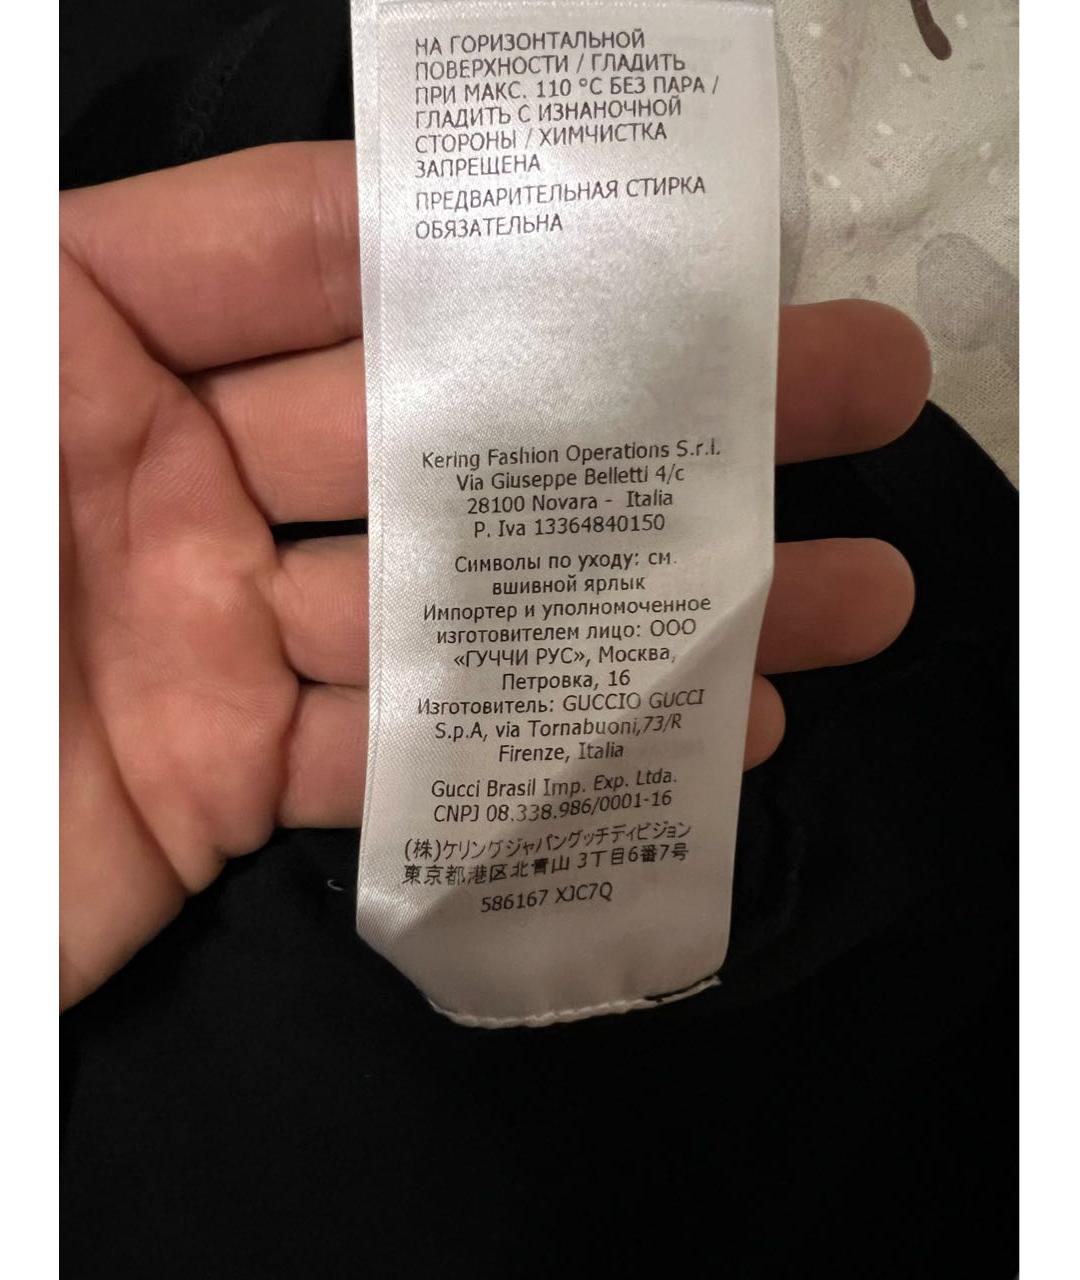 НА ГОРИЗОНТАЛЬНОЙ
ПОВЕРХНОСТИ / ГЛАДИТЬ
ПРИ МАКС. 110 °C БЕЗ ПАРА /
ГЛАДИТЬ С ИЗНАНОЧНОЙ
СТОРОНЫ / ХИМЧИСТКА
ЗАПРЕЩЕНА
ПРЕДВАРИТЕЛЬНАЯ СТИРКА
ОБЯЗАТЕЛЬНА
Kering Fashion Operations S.r.l.
Via Giuseppe Belletti 4/c
28100 Novara - Italia
P. Iva 13364840150
Символы по уходу: см.
вшивной ярлык
Импортер и уполномоченное
изготовителем лицо: ООО
«ГУЧЧИ РУС», Москва,
Петровка, 16
Изготовитель: GUCCIO GUCCI
S.p.A, via Tornabuoni,73/R
Firenze, Italia
Gucci Brasil Imp. Exp. Ltda.
CNPJ 08.338.986/0001-16
(株)ケリングジャパングッチディビジョン
東京都港区北青山 3丁目6番7号
586167 XJC7Q